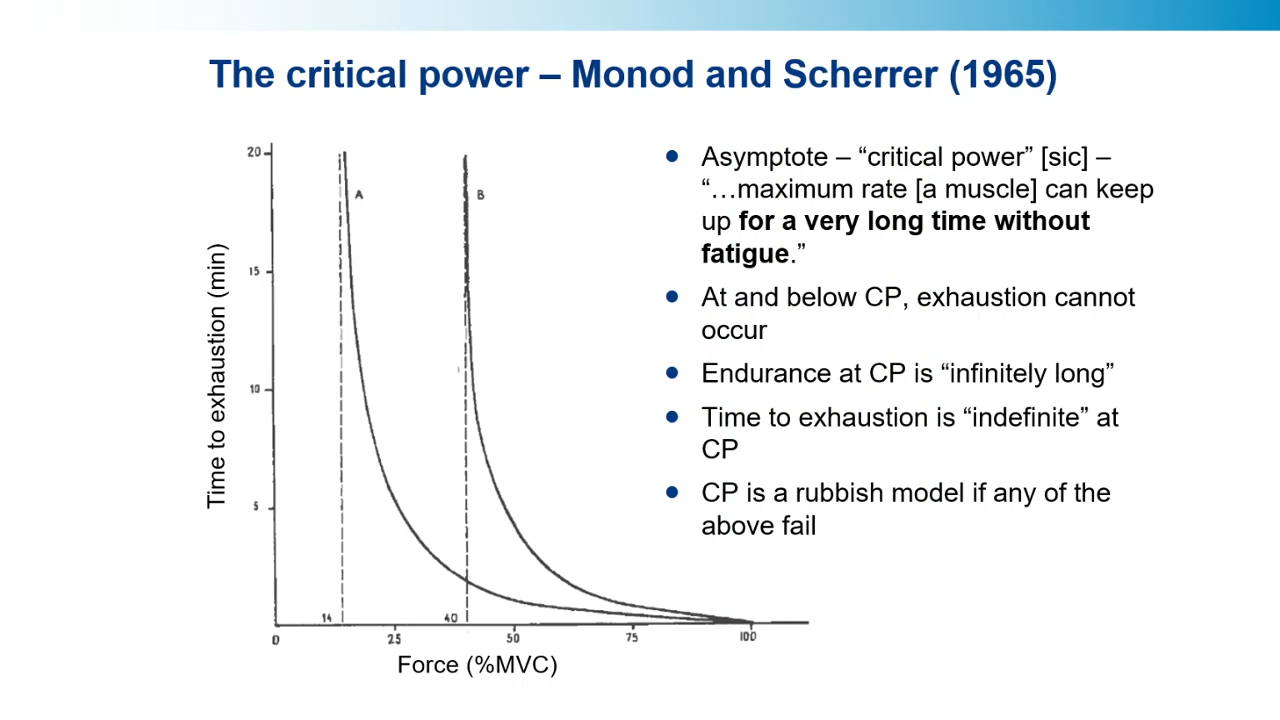 The critical power – Monod and Scherrer (1965)
20
15
10
5
A
B
14
40
0
25
50
75
100
Time to exhaustion (min)
Force (%MVC)
Asymptote – “critical power” [sic] –
“…maximum rate [a muscle] can keep
up for a very long time without
fatigue.”
At and below CP, exhaustion cannot
occur
Endurance at CP is “infinitely long”
Time to exhaustion is “indefinite” at
CP
CP is a rubbish model if any of the
above fail